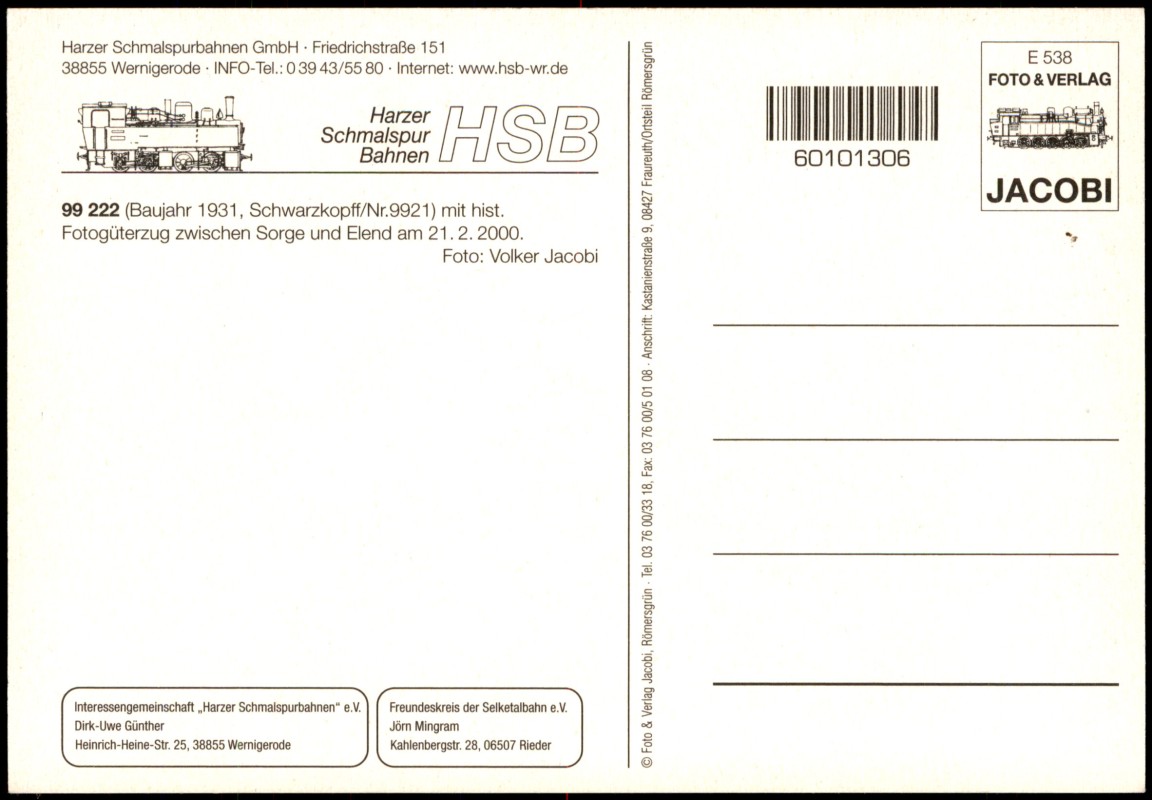 Harzer Schmalspurbahnen GmbH · Friedrichstraße 151
38855 Wernigerode · INFO-Tel.: 0 39 43/55 80 · Internet: www.hsb-wr.de
Harzer
Schmalspur
Bahnen
HSB
99 222 (Baujahr 1931, Schwarzkopff/Nr.9921) mit hist.
Fotogüterzug zwischen Sorge und Elend am 21. 2. 2000.
Foto: Volker Jacobi
Interessengemeinschaft „Harzer Schmalspurbahnen“ e.V.
Dirk-Uwe Günther
Heinrich-Heine-Str. 25, 38855 Wernigerode
Freundeskreis der Selketalbahn e.V.
Jörn Mingram
Kahlenbergstr. 28, 06507 Rieder
© Foto & Verlag Jacobi, Römersgrün · Tel. 03 76 00/33 18, Fax: 03 76 00/5 01 08 · Anschrift: Kastanienstraße 9, 08427 Fraureuth/Ortsteil Römersgrün
60101306
E 538
FOTO & VERLAG
JACOBI